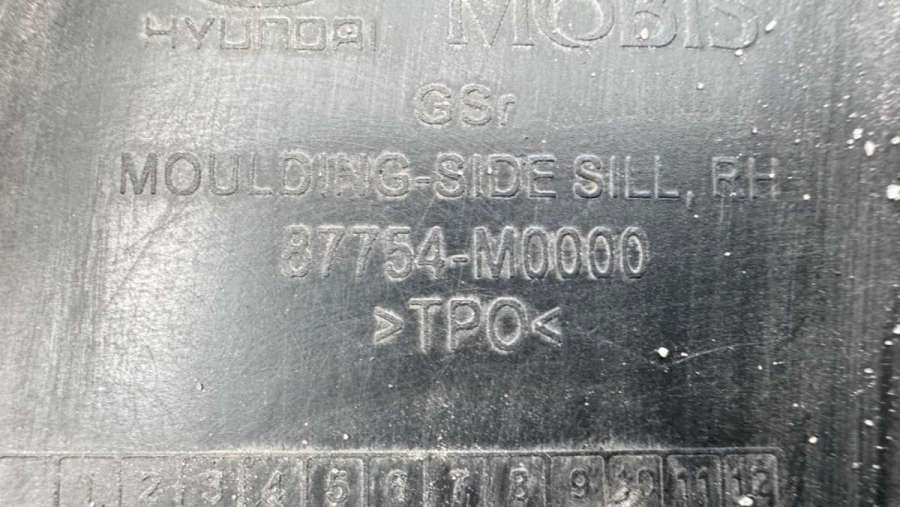 HYUNDAI MOBIS
GSr
MOULDING-SIDE SILL, RH
87754-M0000
>TPO<
1 2 3 4 5 6 7 8 9 10 11 12